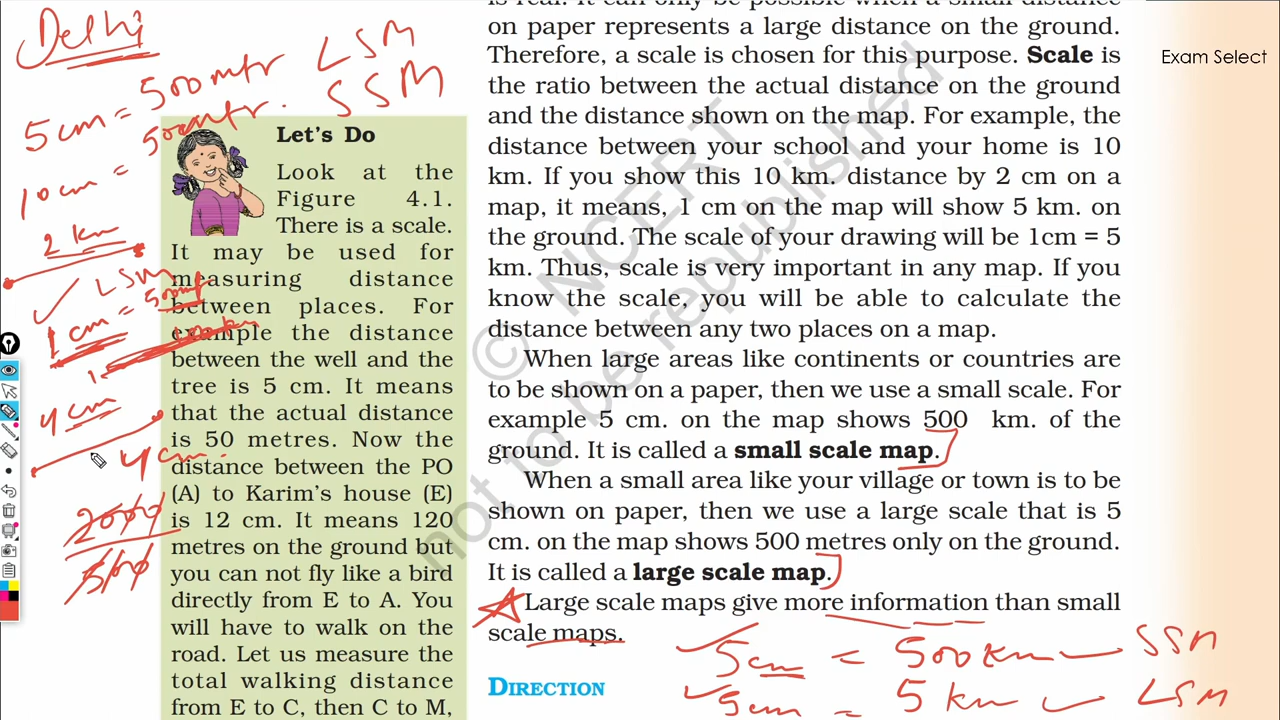 Delhi
5 cm = 500 mtr LSM
10 cm = 500 mtr. SSM
2 km
LSM
1 cm = 500 mtr
4 cm
4 cm.
2000
500
Let's Do
Look at the
Figure 4.1.
There is a scale.
It may be used for
measuring distance
between places. For
example the distance
between the well and the
tree is 5 cm. It means
that the actual distance
is 50 metres. Now the
distance between the PO
(A) to Karim's house (E)
is 12 cm. It means 120
metres on the ground but
you can not fly like a bird
directly from E to A. You
will have to walk on the
road. Let us measure the
total walking distance
from E to C, then C to M,
is real. It can only be possible when a small distance
on paper represents a large distance on the ground.
Therefore, a scale is chosen for this purpose. Scale is
the ratio between the actual distance on the ground
and the distance shown on the map. For example, the
distance between your school and your home is 10
km. If you show this 10 km. distance by 2 cm on a
map, it means, 1 cm on the map will show 5 km. on
the ground. The scale of your drawing will be 1cm = 5
km. Thus, scale is very important in any map. If you
know the scale, you will be able to calculate the
distance between any two places on a map.
When large areas like continents or countries are
to be shown on a paper, then we use a small scale. For
example 5 cm. on the map shows 500 km. of the
ground. It is called a small scale map.
When a small area like your village or town is to be
shown on paper, then we use a large scale that is 5
cm. on the map shows 500 metres only on the ground.
It is called a large scale map.
Large scale maps give more information than small
scale maps.
5 cm = 500 km SSM
5 cm = 5 km LSM
DIRECTION
Exam Select
© NCERT
not to be republished